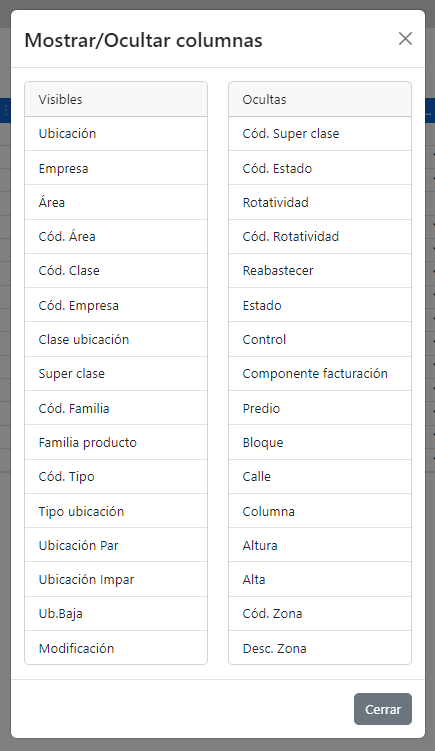 Mostrar/Ocultar columnas
Visibles
Ubicación
Empresa
Área
Cód. Área
Cód. Clase
Cód. Empresa
Clase ubicación
Super clase
Cód. Familia
Familia producto
Cód. Tipo
Tipo ubicación
Ubicación Par
Ubicación Impar
Ub.Baja
Modificación
Ocultas
Cód. Super clase
Cód. Estado
Rotatividad
Cód. Rotatividad
Reabastecer
Estado
Control
Componente facturación
Predio
Bloque
Calle
Columna
Altura
Alta
Cód. Zona
Desc. Zona
Cerrar